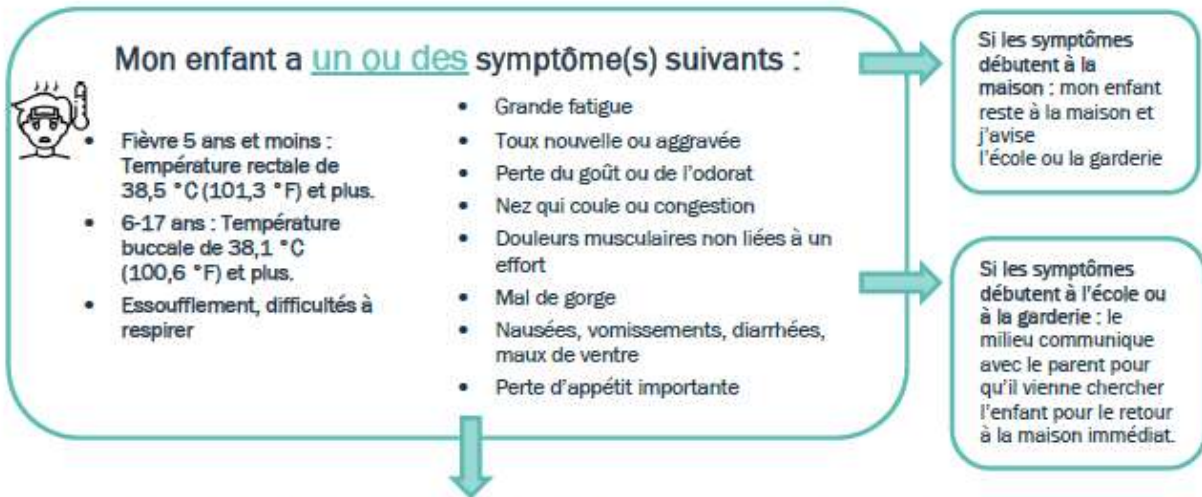 Mon enfant a un ou des symptôme(s) suivants :
• Fièvre 5 ans et moins :
Température rectale de
38,5 °C (101,3 °F) et plus.
• 6-17 ans : Température
buccale de 38,1 °C
(100,6 °F) et plus.
• Essoufflement, difficultés à
respirer
• Grande fatigue
• Toux nouvelle ou aggravée
• Perte du goût ou de l'odorat
• Nez qui coule ou congestion
• Douleurs musculaires non liées à un
effort
• Mal de gorge
• Nausées, vomissements, diarrhées,
maux de ventre
• Perte d'appétit importante
Si les symptômes
débutent à la
maison : mon enfant
reste à la maison et
j'avise
l'école ou la garderie
Si les symptômes
débutent à l'école ou
à la garderie : le
milieu communique
avec le parent pour
qu'il vienne chercher
l'enfant pour le retour
à la maison immédiat.